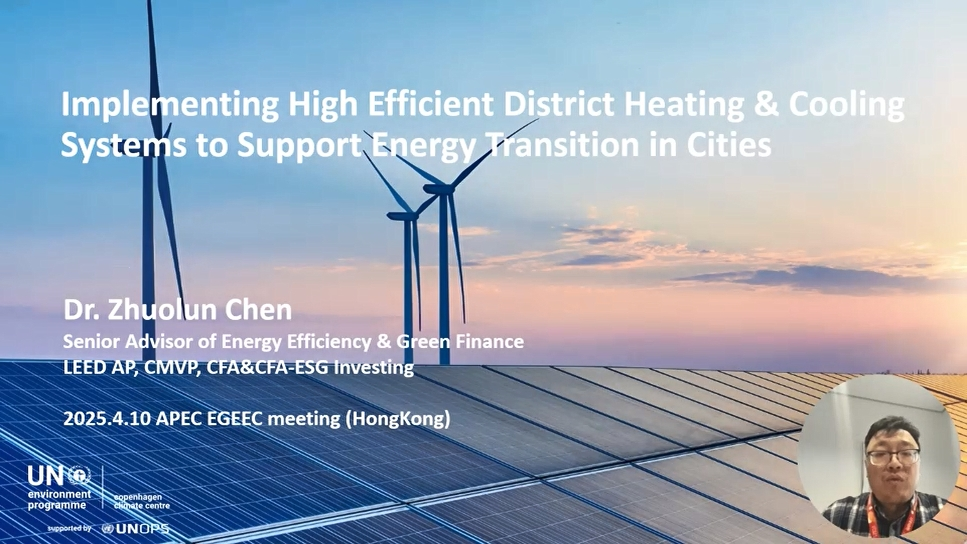 Implementing High Efficient District Heating & Cooling
Systems to Support Energy Transition in Cities
Dr. Zhuolun Chen
Senior Advisor of Energy Efficiency & Green Finance
LEED AP, CMVP, CFA&CFA-ESG Investing
2025.4.10 APEC EGEEC meeting (HongKong)
UN
environment
programme
copenhagen
climate centre
supported by UNOPS